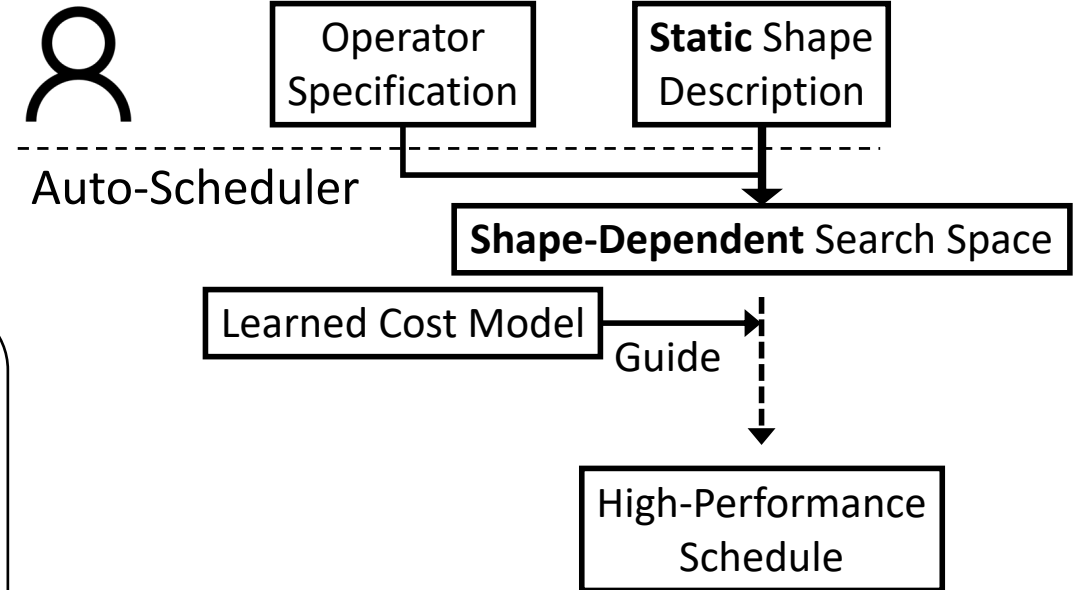 Operator
Specification
Static Shape
Description
Auto-Scheduler
Shape-Dependent Search Space
Learned Cost Model
Guide
High-Performance
Schedule